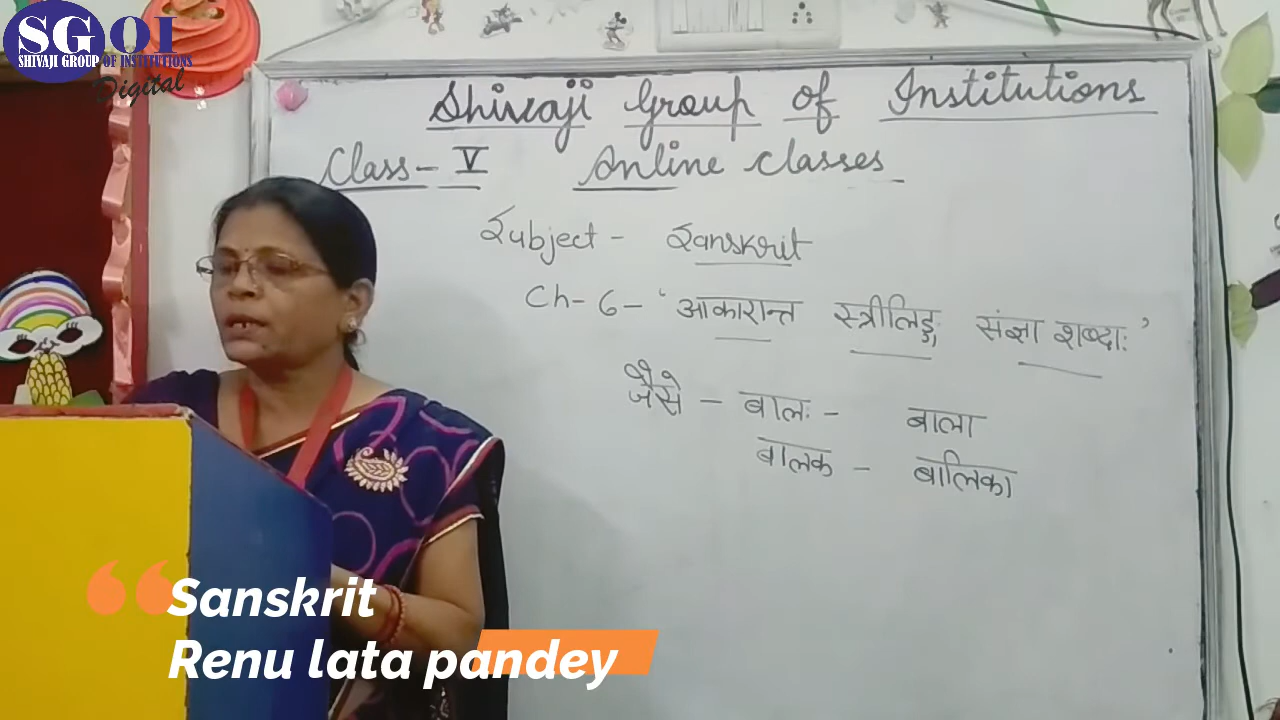 SGOI
SHIVAJI GROUP OF INSTITUTIONS
Digital
Shivaji Group of Institutions
Class - V Online classes
Subject - Sanskrit
Ch- 6 - 'आकारान्त स्त्रीलिङ्ग संज्ञा शब्दाः'
जैसे - बालः - बाला
बालक - बालिका
Sanskrit
Renu lata pandey